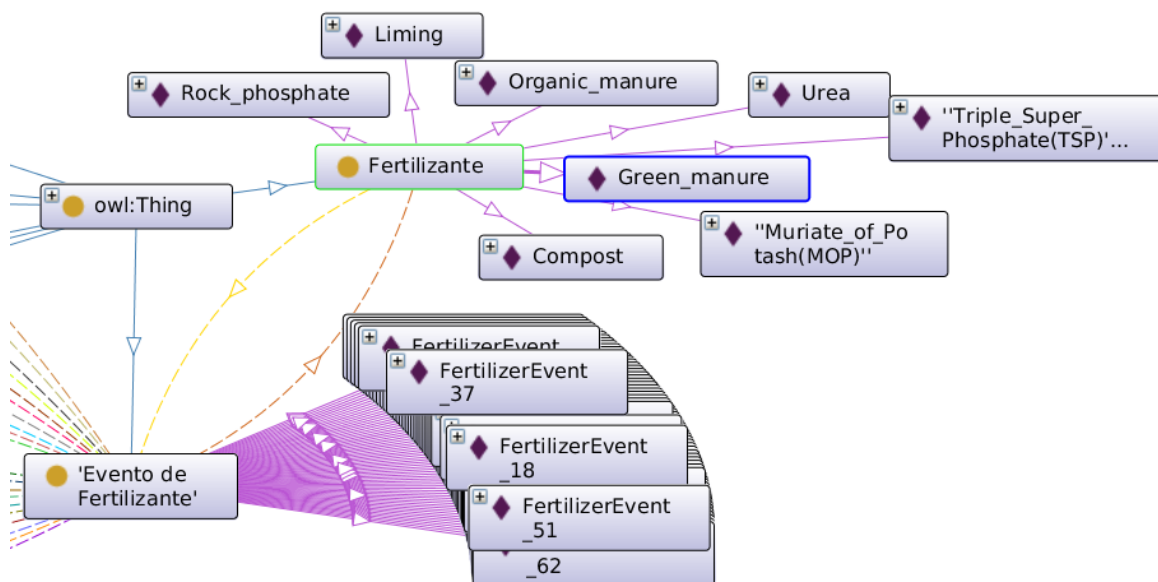 Liming
Rock_phosphate
Organic_manure
Urea
''Triple_Super_
Phosphate(TSP)'...
Fertilizante
Green_manure
owl:Thing
''Muriate_of_Po
tash(MOP)''
Compost
FertilizerEvent
FertilizerEvent
_37
FertilizerEvent
_18
'Evento de
Fertilizante'
FertilizerEvent
_51
_62